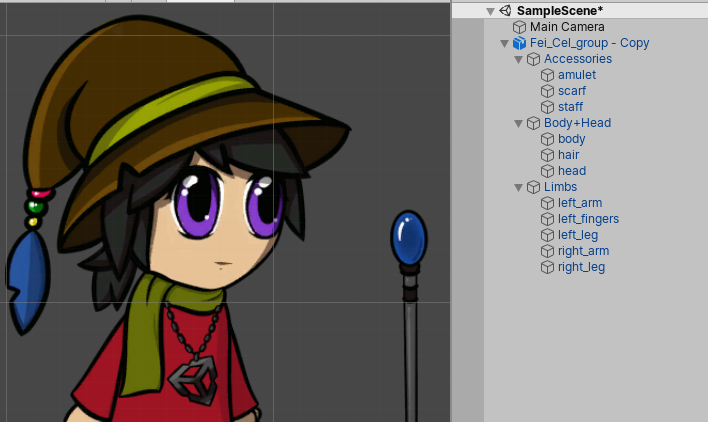 SampleScene*
Main Camera
Fei_Cel_group - Copy
Accessories
amulet
scarf
staff
Body+Head
body
hair
head
Limbs
left_arm
left_fingers
left_leg
right_arm
right_leg